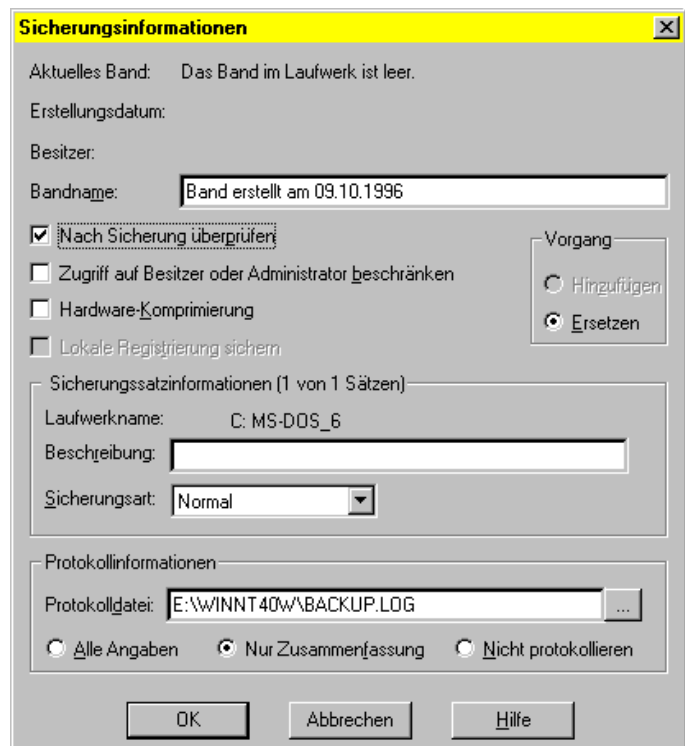 Sicherungsinformationen
Aktuelles Band: Das Band im Laufwerk ist leer.
Erstellungsdatum:
Besitzer:
Bandname: Band erstellt am 09.10.1996
Nach Sicherung überprüfen
Zugriff auf Besitzer oder Administrator beschränken
Hardware-Komprimierung
Lokale Registrierung sichern
Vorgang
Hinzufügen
Ersetzen
Sicherungssatzinformationen (1 von 1 Sätzen)
Laufwerkname: C: MS-DOS_6
Beschreibung:
Sicherungsart: Normal
Protokollinformationen
Protokolldatei: E:\WINNT40W\BACKUP.LOG ...
Alle Angaben Nur Zusammenfassung Nicht protokollieren
OK Abbrechen Hilfe